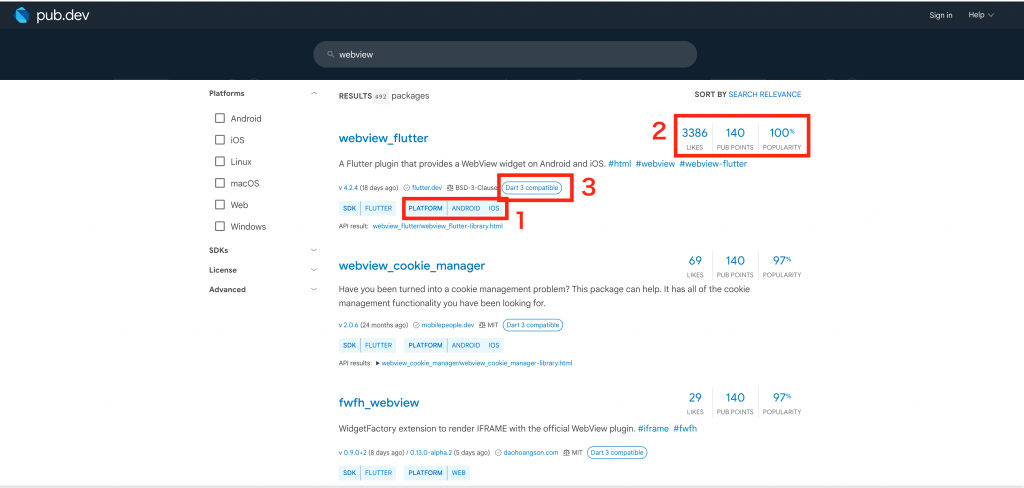 pub.dev
Sign in Help
webview
Platforms
Android
iOS
Linux
macOS
Web
Windows
SDKs
License
Advanced
RESULTS 492 packages
SORT BY SEARCH RELEVANCE
webview_flutter
2
3386 140 100%
LIKES PUB POINTS POPULARITY
A Flutter plugin that provides a WebView widget on Android and iOS. #html #webview #webview-flutter
v 4.2.4 (18 days ago) flutter.dev BSD-3-Clause Dart 3 compatible
3
SDK FLUTTER PLATFORM ANDROID IOS
1
API result: webview_flutter/webview_flutter-library.html
webview_cookie_manager
69 140 97%
LIKES PUB POINTS POPULARITY
Have you been turned into a cookie management problem? This package can help. It has all of the cookie
management functionality you have been looking for.
v 2.0.6 (24 months ago) mobilepeople.dev MIT Dart 3 compatible
SDK FLUTTER PLATFORM ANDROID IOS
API results: ▸ webview_cookie_manager/webview_cookie_manager-library.html
fwfh_webview
29 140 97%
LIKES PUB POINTS POPULARITY
WidgetFactory extension to render IFRAME with the official WebView plugin. #iframe #fwfh
v 0.9.0+2 (8 days ago) / 0.13.0-alpha.2 (5 days ago) daohoangson.com MIT Dart 3 compatible
SDK FLUTTER PLATFORM WEB